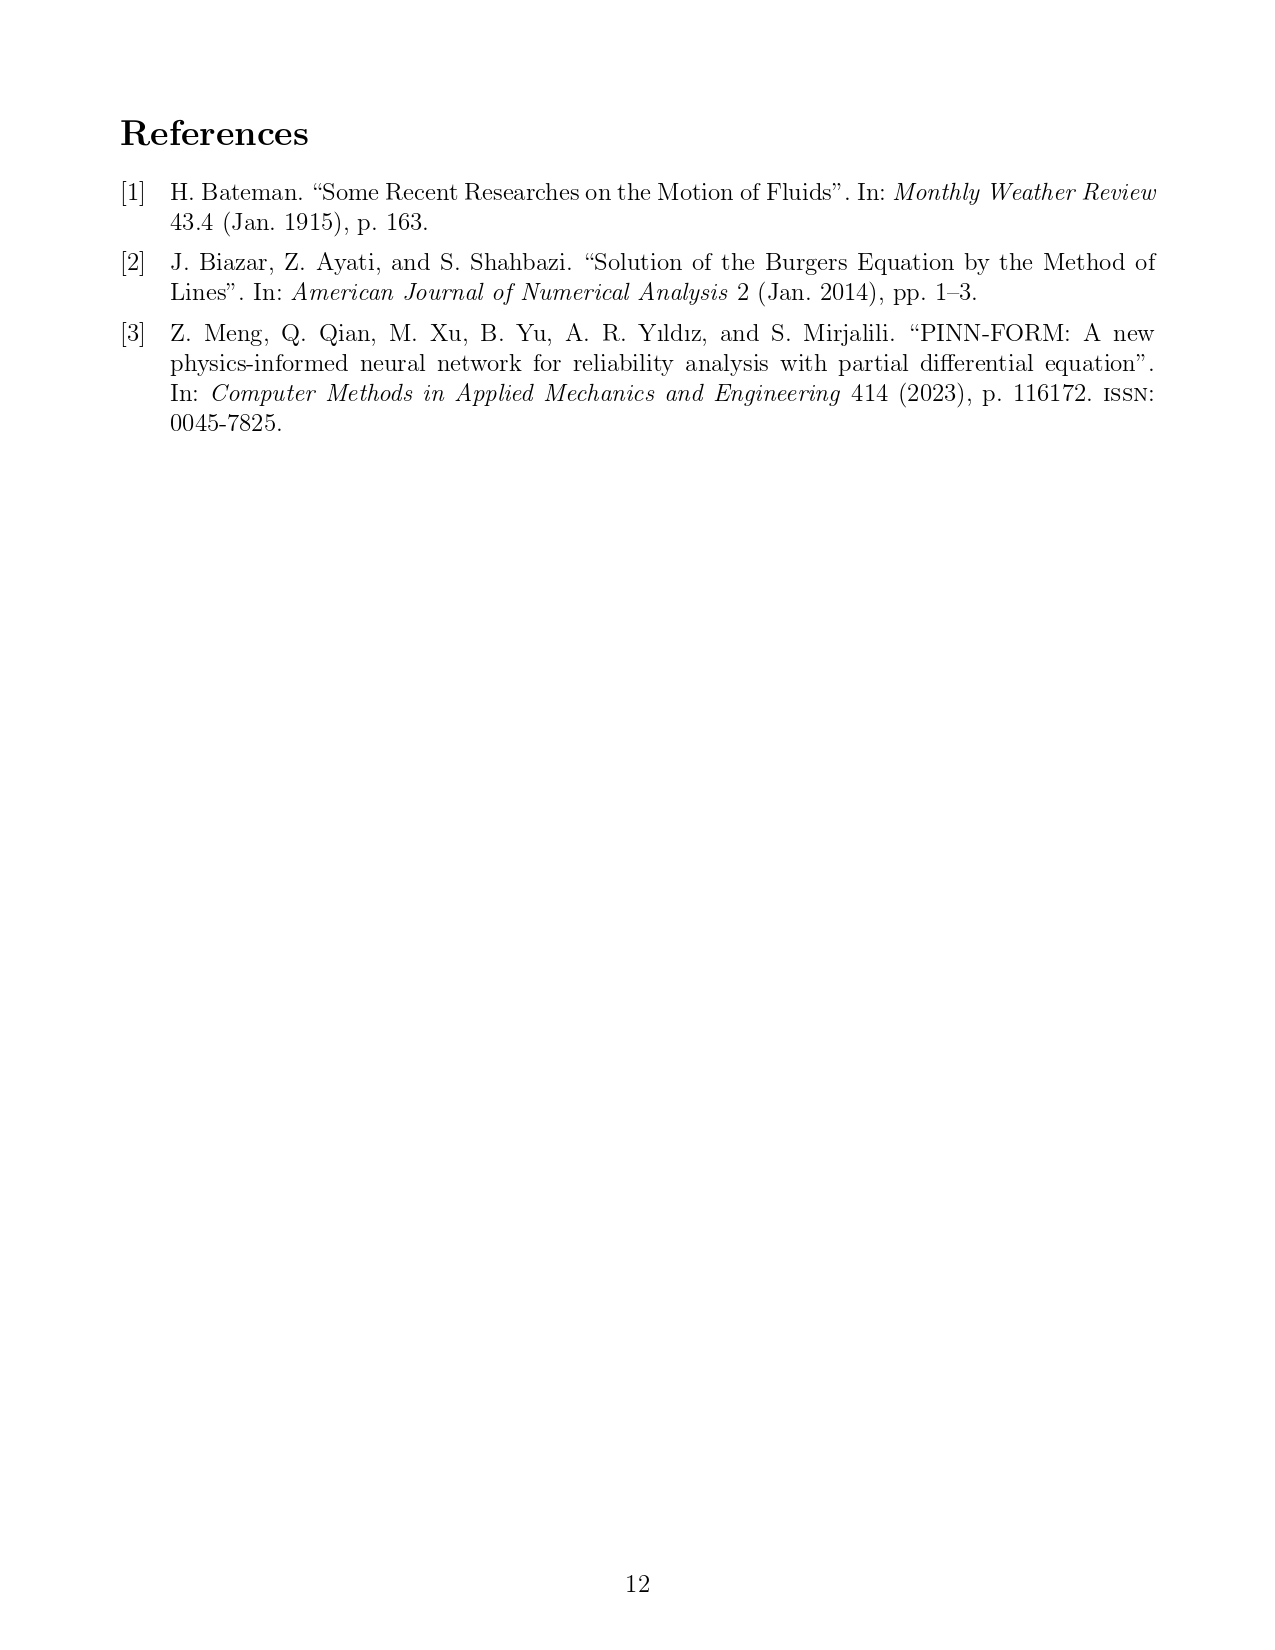 References
[1] H. Bateman. “Some Recent Researches on the Motion of Fluids”. In: Monthly Weather Review
43.4 (Jan. 1915), p. 163.
[2] J. Biazar, Z. Ayati, and S. Shahbazi. “Solution of the Burgers Equation by the Method of
Lines”. In: American Journal of Numerical Analysis 2 (Jan. 2014), pp. 1–3.
[3] Z. Meng, Q. Qian, M. Xu, B. Yu, A. R. Yıldız, and S. Mirjalili. “PINN-FORM: A new
physics-informed neural network for reliability analysis with partial differential equation”.
In: Computer Methods in Applied Mechanics and Engineering 414 (2023), p. 116172. ISSN:
0045-7825.
12